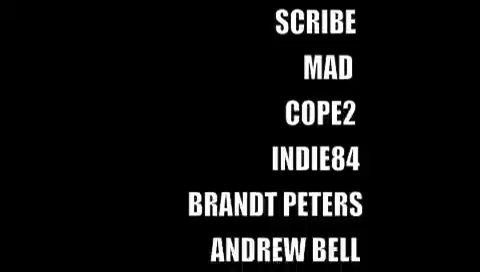 SCRIBE
MAD
COPE2
INDIE84
BRANDT PETERS
ANDREW BELL